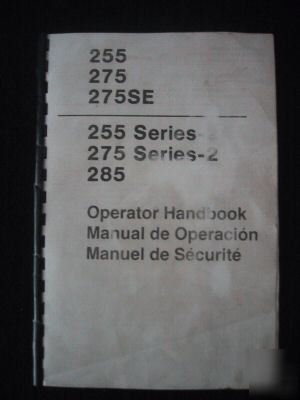 255
275
275SE
255 Series-2
275 Series-2
285
Operator Handbook
Manual de Operación
Manuel de Sécurité